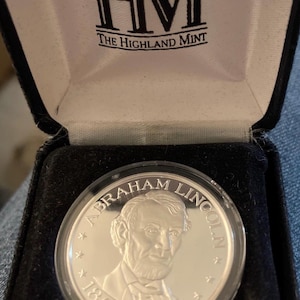 HM
THE HIGHLAND MINT
ABRAHAM LINCOLN